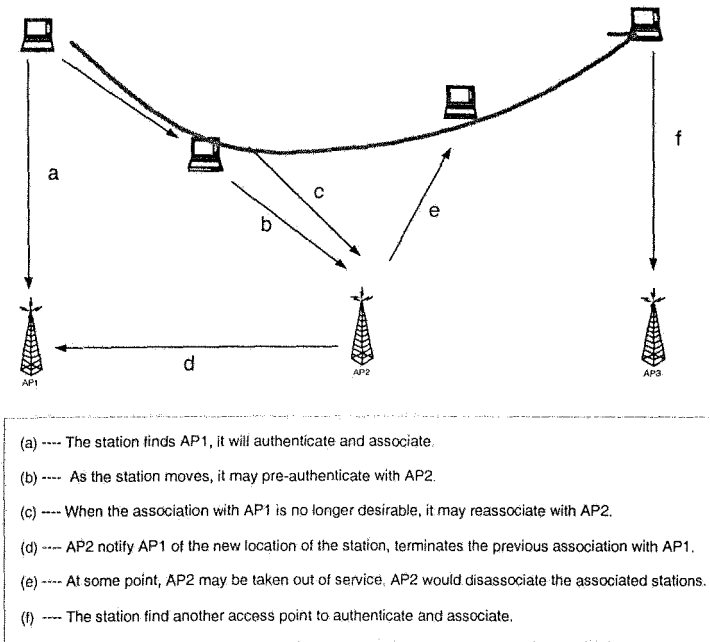 a
b
c
d
e
f
AP1
AP2
AP3
(a) ---- The station finds AP1, it will authenticate and associate.
(b) ---- As the station moves, it may pre-authenticate with AP2.
(c) ---- When the association with AP1 is no longer desirable, it may reassociate with AP2.
(d) ---- AP2 notify AP1 of the new location of the station, terminates the previous association with AP1.
(e) ---- At some point, AP2 may be taken out of service, AP2 would disassociate the associated stations.
(f) ---- The station find another access point to authenticate and associate.